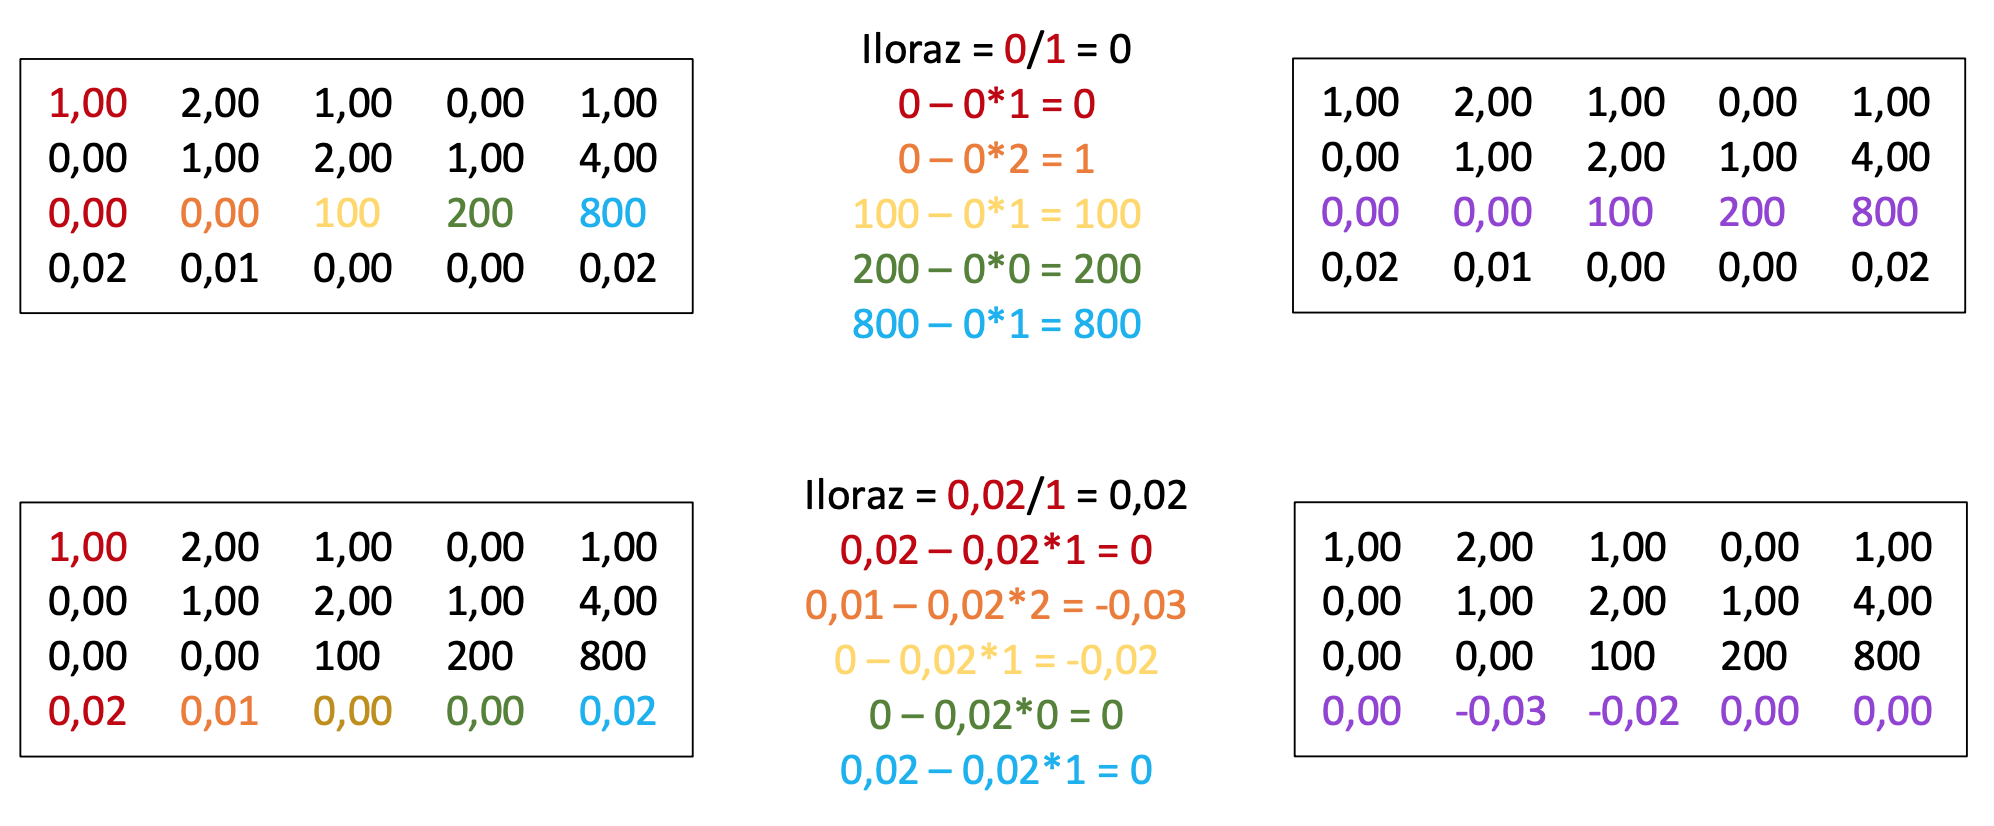 1,00 2,00 1,00 0,00 1,00
0,00 1,00 2,00 1,00 4,00
0,00 0,00 100 200 800
0,02 0,01 0,00 0,00 0,02
Iloraz = 0/1 = 0
0 – 0*1 = 0
0 – 0*2 = 1
100 – 0*1 = 100
200 – 0*0 = 200
800 – 0*1 = 800
1,00 2,00 1,00 0,00 1,00
0,00 1,00 2,00 1,00 4,00
0,00 0,00 100 200 800
0,02 0,01 0,00 0,00 0,02
1,00 2,00 1,00 0,00 1,00
0,00 1,00 2,00 1,00 4,00
0,00 0,00 100 200 800
0,02 0,01 0,00 0,00 0,02
Iloraz = 0,02/1 = 0,02
0,02 – 0,02*1 = 0
0,01 – 0,02*2 = -0,03
0 – 0,02*1 = -0,02
0 – 0,02*0 = 0
0,02 – 0,02*1 = 0
1,00 2,00 1,00 0,00 1,00
0,00 1,00 2,00 1,00 4,00
0,00 0,00 100 200 800
0,00 -0,03 -0,02 0,00 0,00